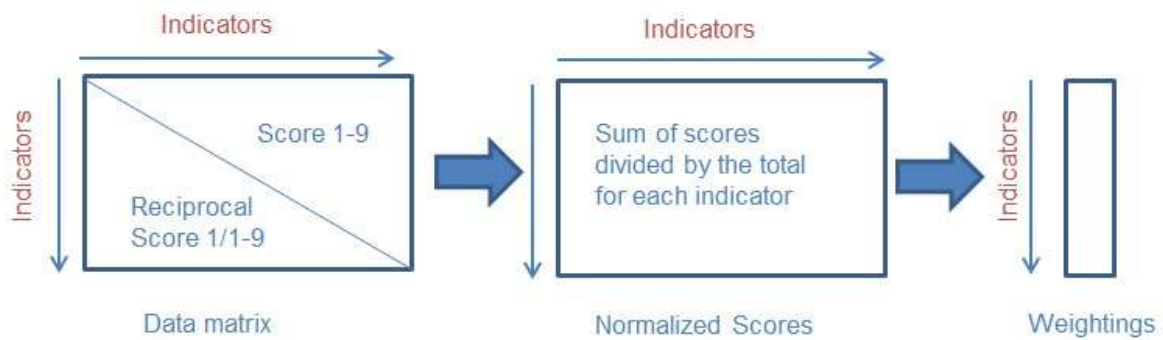 Indicators
Indicators
Score 1-9
Reciprocal
Score 1/1-9
Data matrix
Indicators
Sum of scores
divided by the total
for each indicator
Normalized Scores
Indicators
Weightings